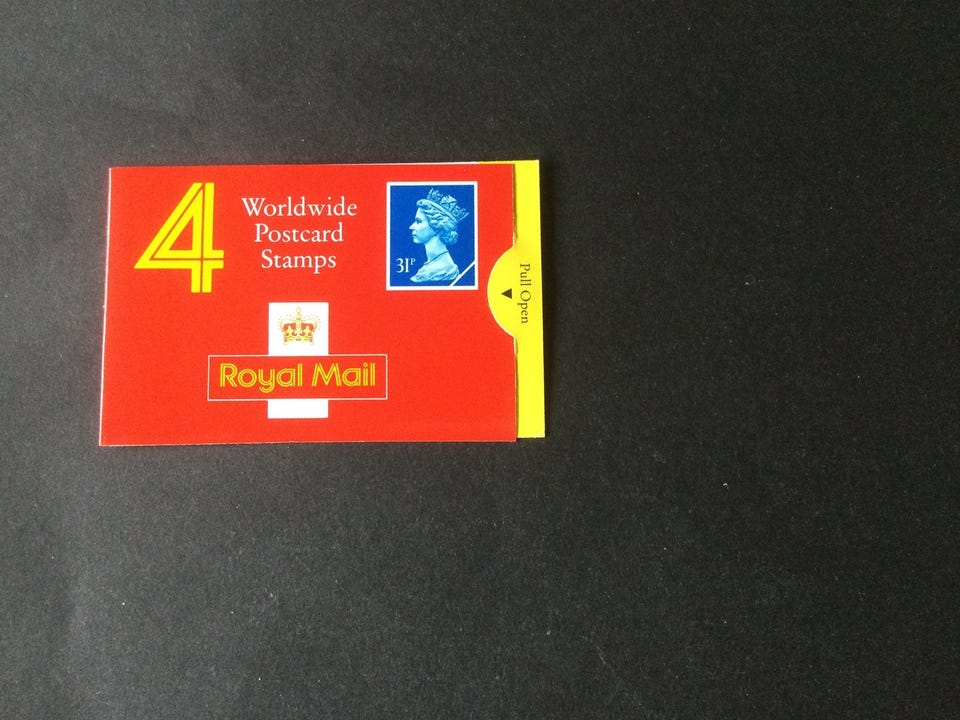 4
Worldwide
Postcard
Stamps
31P
Pull Open
Royal Mail